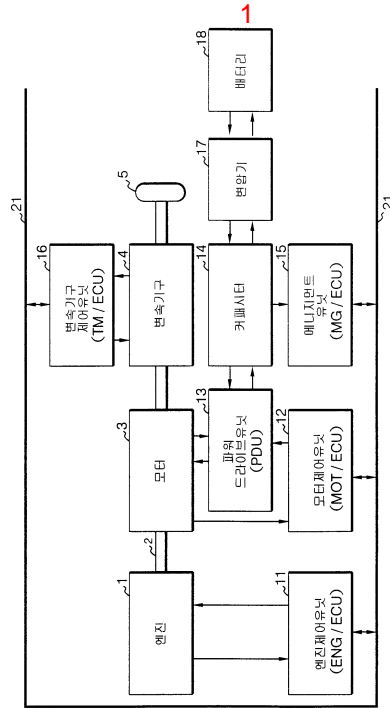 1
21
변속기구
제어유닛
(TM / ECU)
16
5
엔진
1
2
모터
3
변속기구
4
파워
드라이브유닛
(PDU)
13
커패시터
14
변압기
17
배터리
18
엔진제어유닛
(ENG / ECU)
11
모터제어유닛
(MOT / ECU)
12
메니지먼트
유닛
(MG / ECU)
15
21